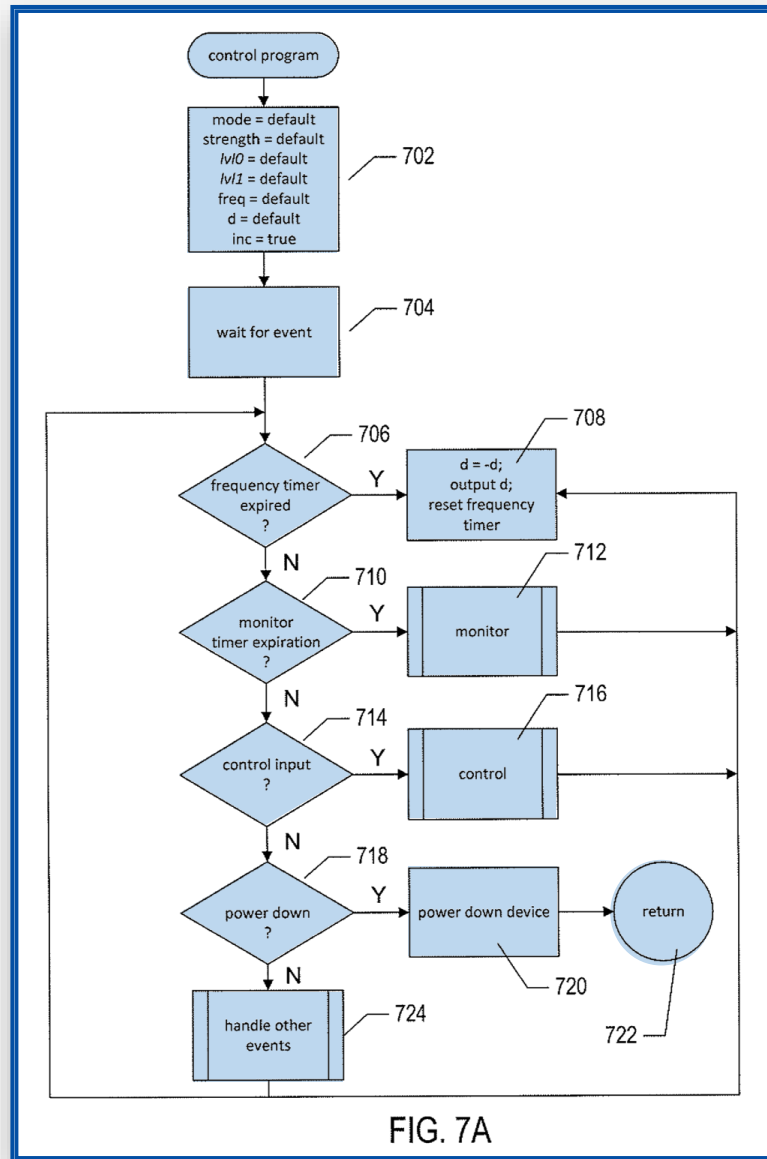 control program
mode = default
strength = default
lvl0 = default
lvl1 = default
freq = default
d = default
inc = true
702
wait for event
704
frequency timer
expired
?
706
Y
d = -d;
output d;
reset frequency
timer
708
N
monitor
timer expiration
?
710
Y
monitor
712
N
control input
?
714
Y
control
716
N
power down
?
718
Y
power down device
720
return
722
N
handle other
events
724
FIG. 7A